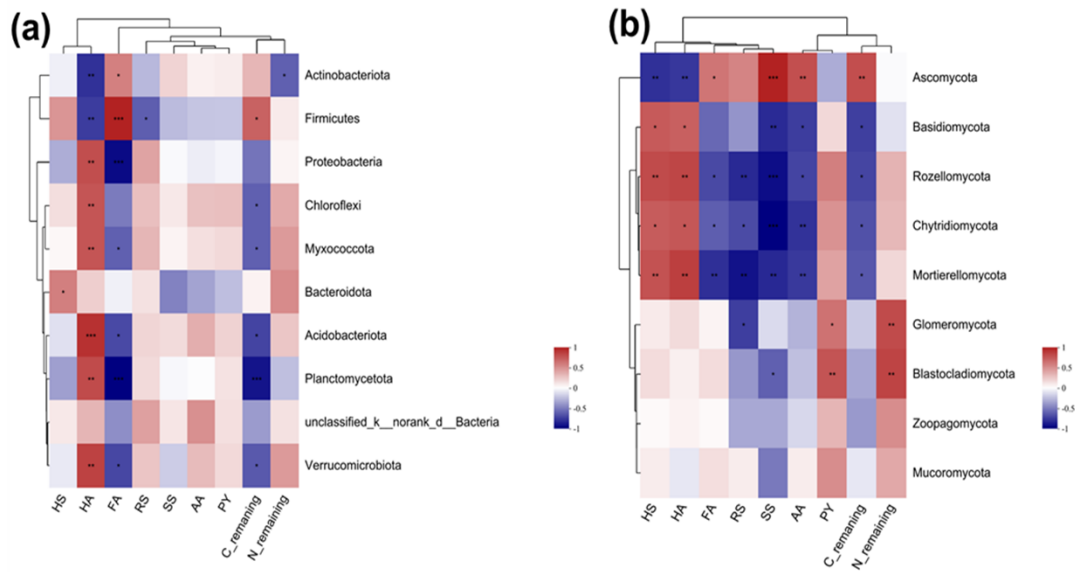 (a)
Actinobacteriota
Firmicutes
Proteobacteria
Chloroflexi
Myxococcota
Bacteroidota
Acidobacteriota
Planctomycetota
unclassified_k__norank_d__Bacteria
Verrucomicrobiota
HS
HA
FA
RS
SS
AA
PY
C_remaning
N_remaining
1
0.5
0
-0.5
-1
(b)
Ascomycota
Basidiomycota
Rozellomycota
Chytridiomycota
Mortierellomycota
Glomeromycota
Blastocladiomycota
Zoopagomycota
Mucoromycota
HS
HA
FA
RS
SS
AA
PY
C_remaning
N_remaining
1
0.5
0
-0.5
-1